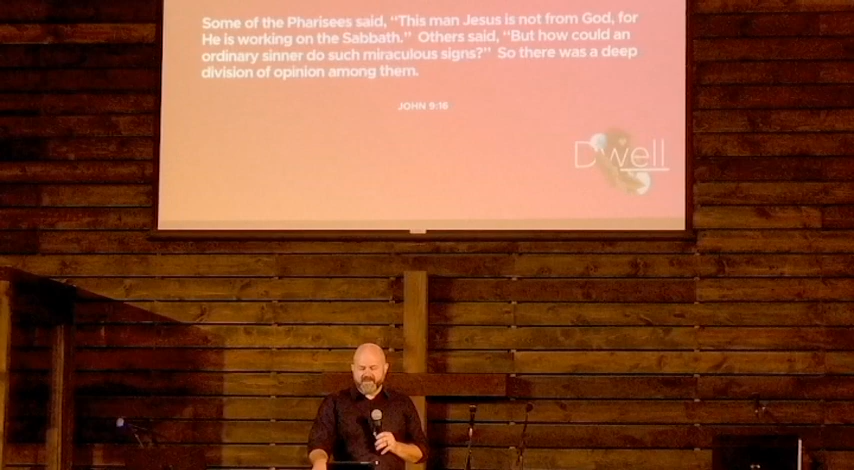 Some of the Pharisees said, “This man Jesus is not from God, for
He is working on the Sabbath.” Others said, “But how could an
ordinary sinner do such miraculous signs?” So there was a deep
division of opinion among them.
JOHN 9:16
Dwell